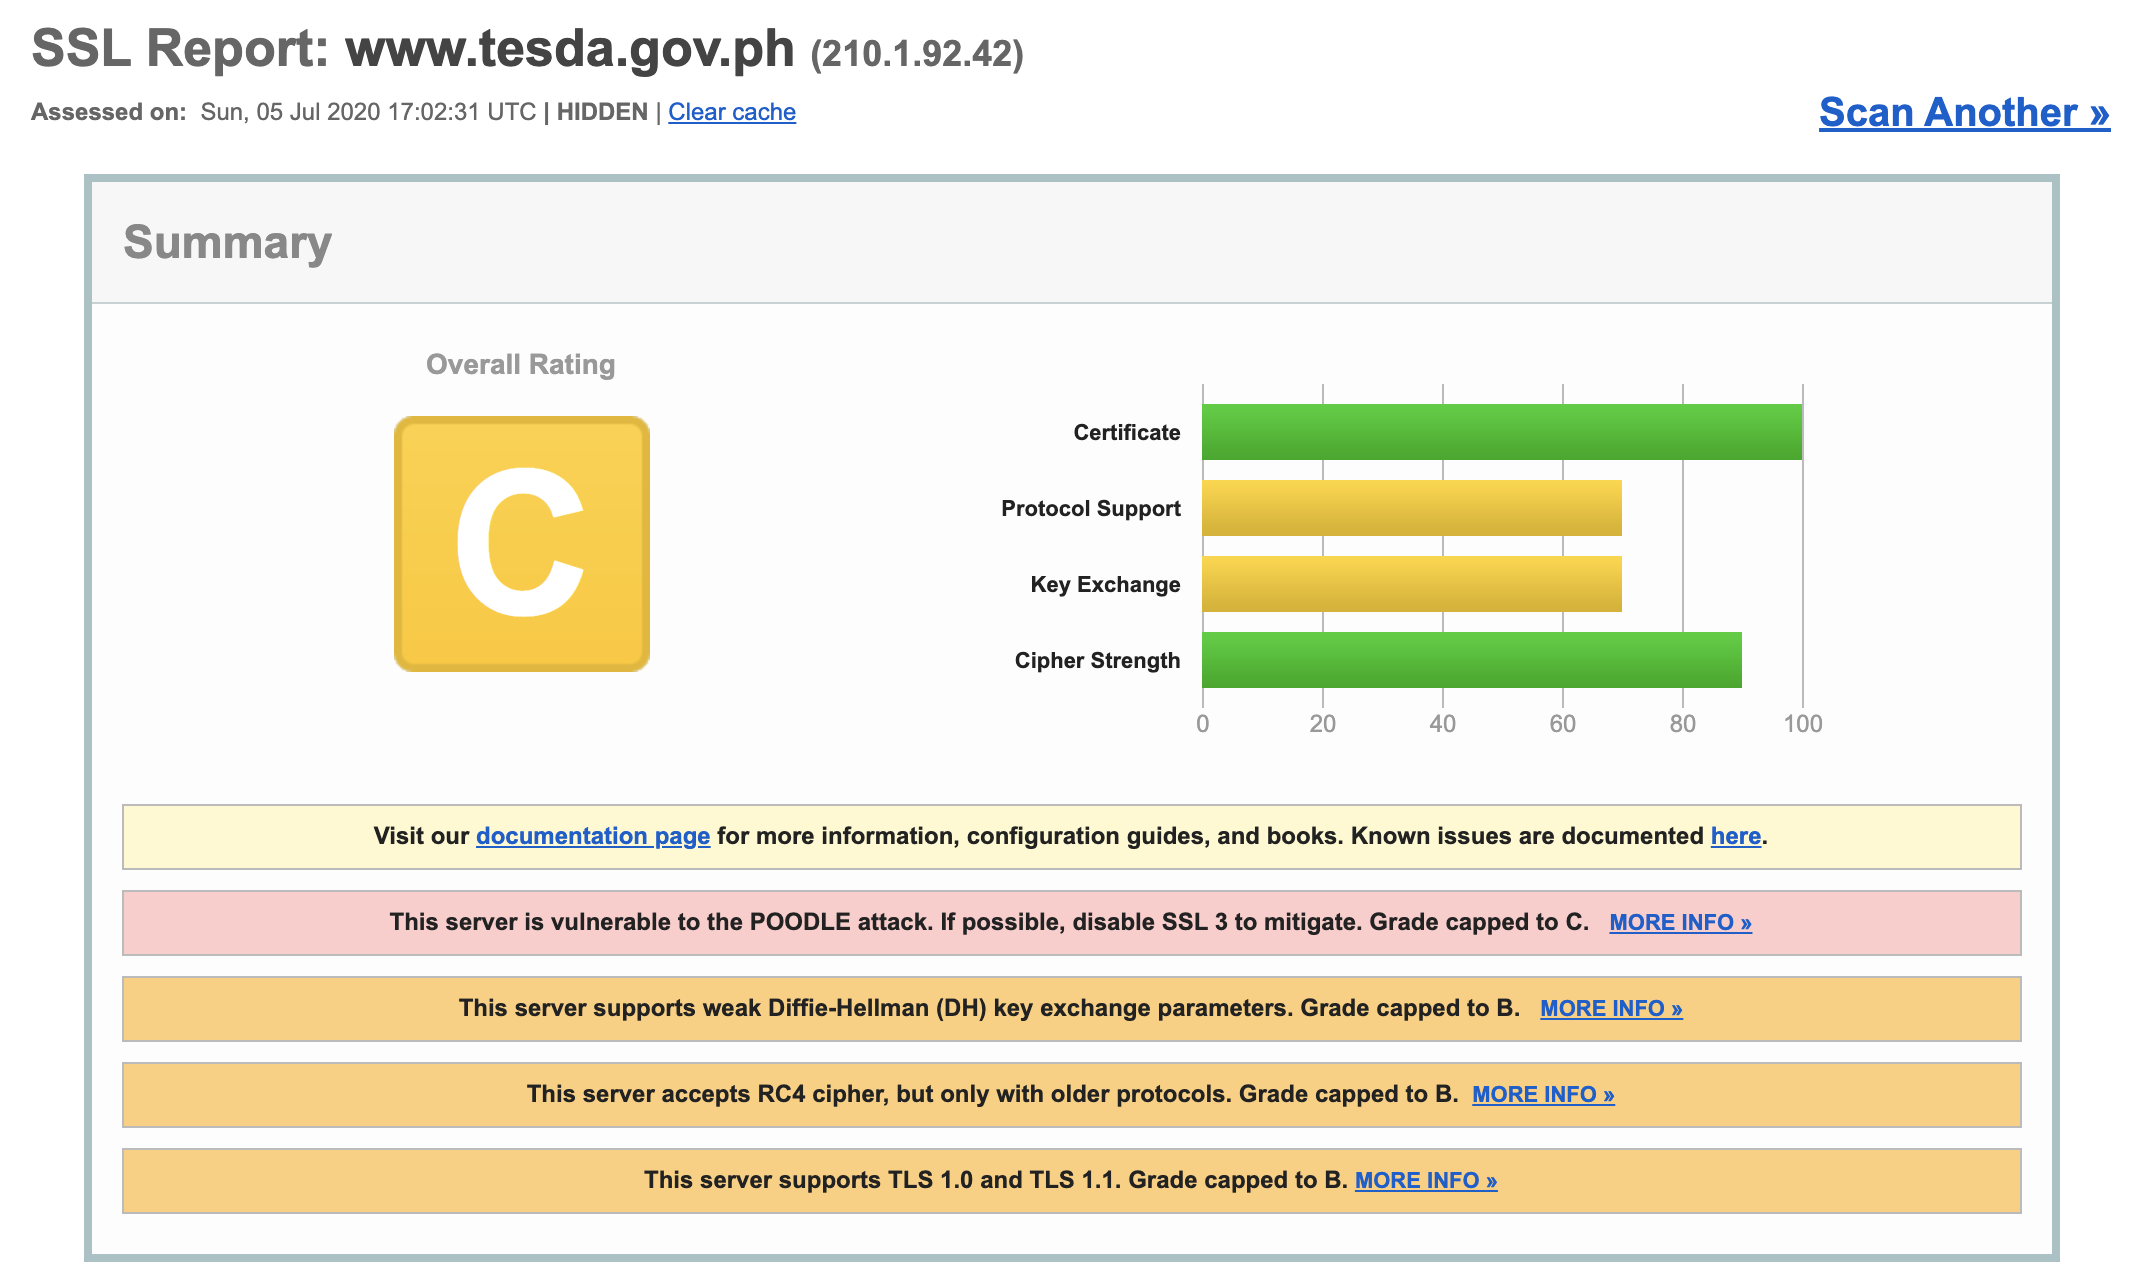 SSL Report: www.tesda.gov.ph (210.1.92.42)
Assessed on: Sun, 05 Jul 2020 17:02:31 UTC | HIDDEN | Clear cache
Scan Another »
Summary
Overall Rating
C
Certificate
Protocol Support
Key Exchange
Cipher Strength
0 20 40 60 80 100
Visit our documentation page for more information, configuration guides, and books. Known issues are documented here.
This server is vulnerable to the POODLE attack. If possible, disable SSL 3 to mitigate. Grade capped to C. MORE INFO »
This server supports weak Diffie-Hellman (DH) key exchange parameters. Grade capped to B. MORE INFO »
This server accepts RC4 cipher, but only with older protocols. Grade capped to B. MORE INFO »
This server supports TLS 1.0 and TLS 1.1. Grade capped to B. MORE INFO »